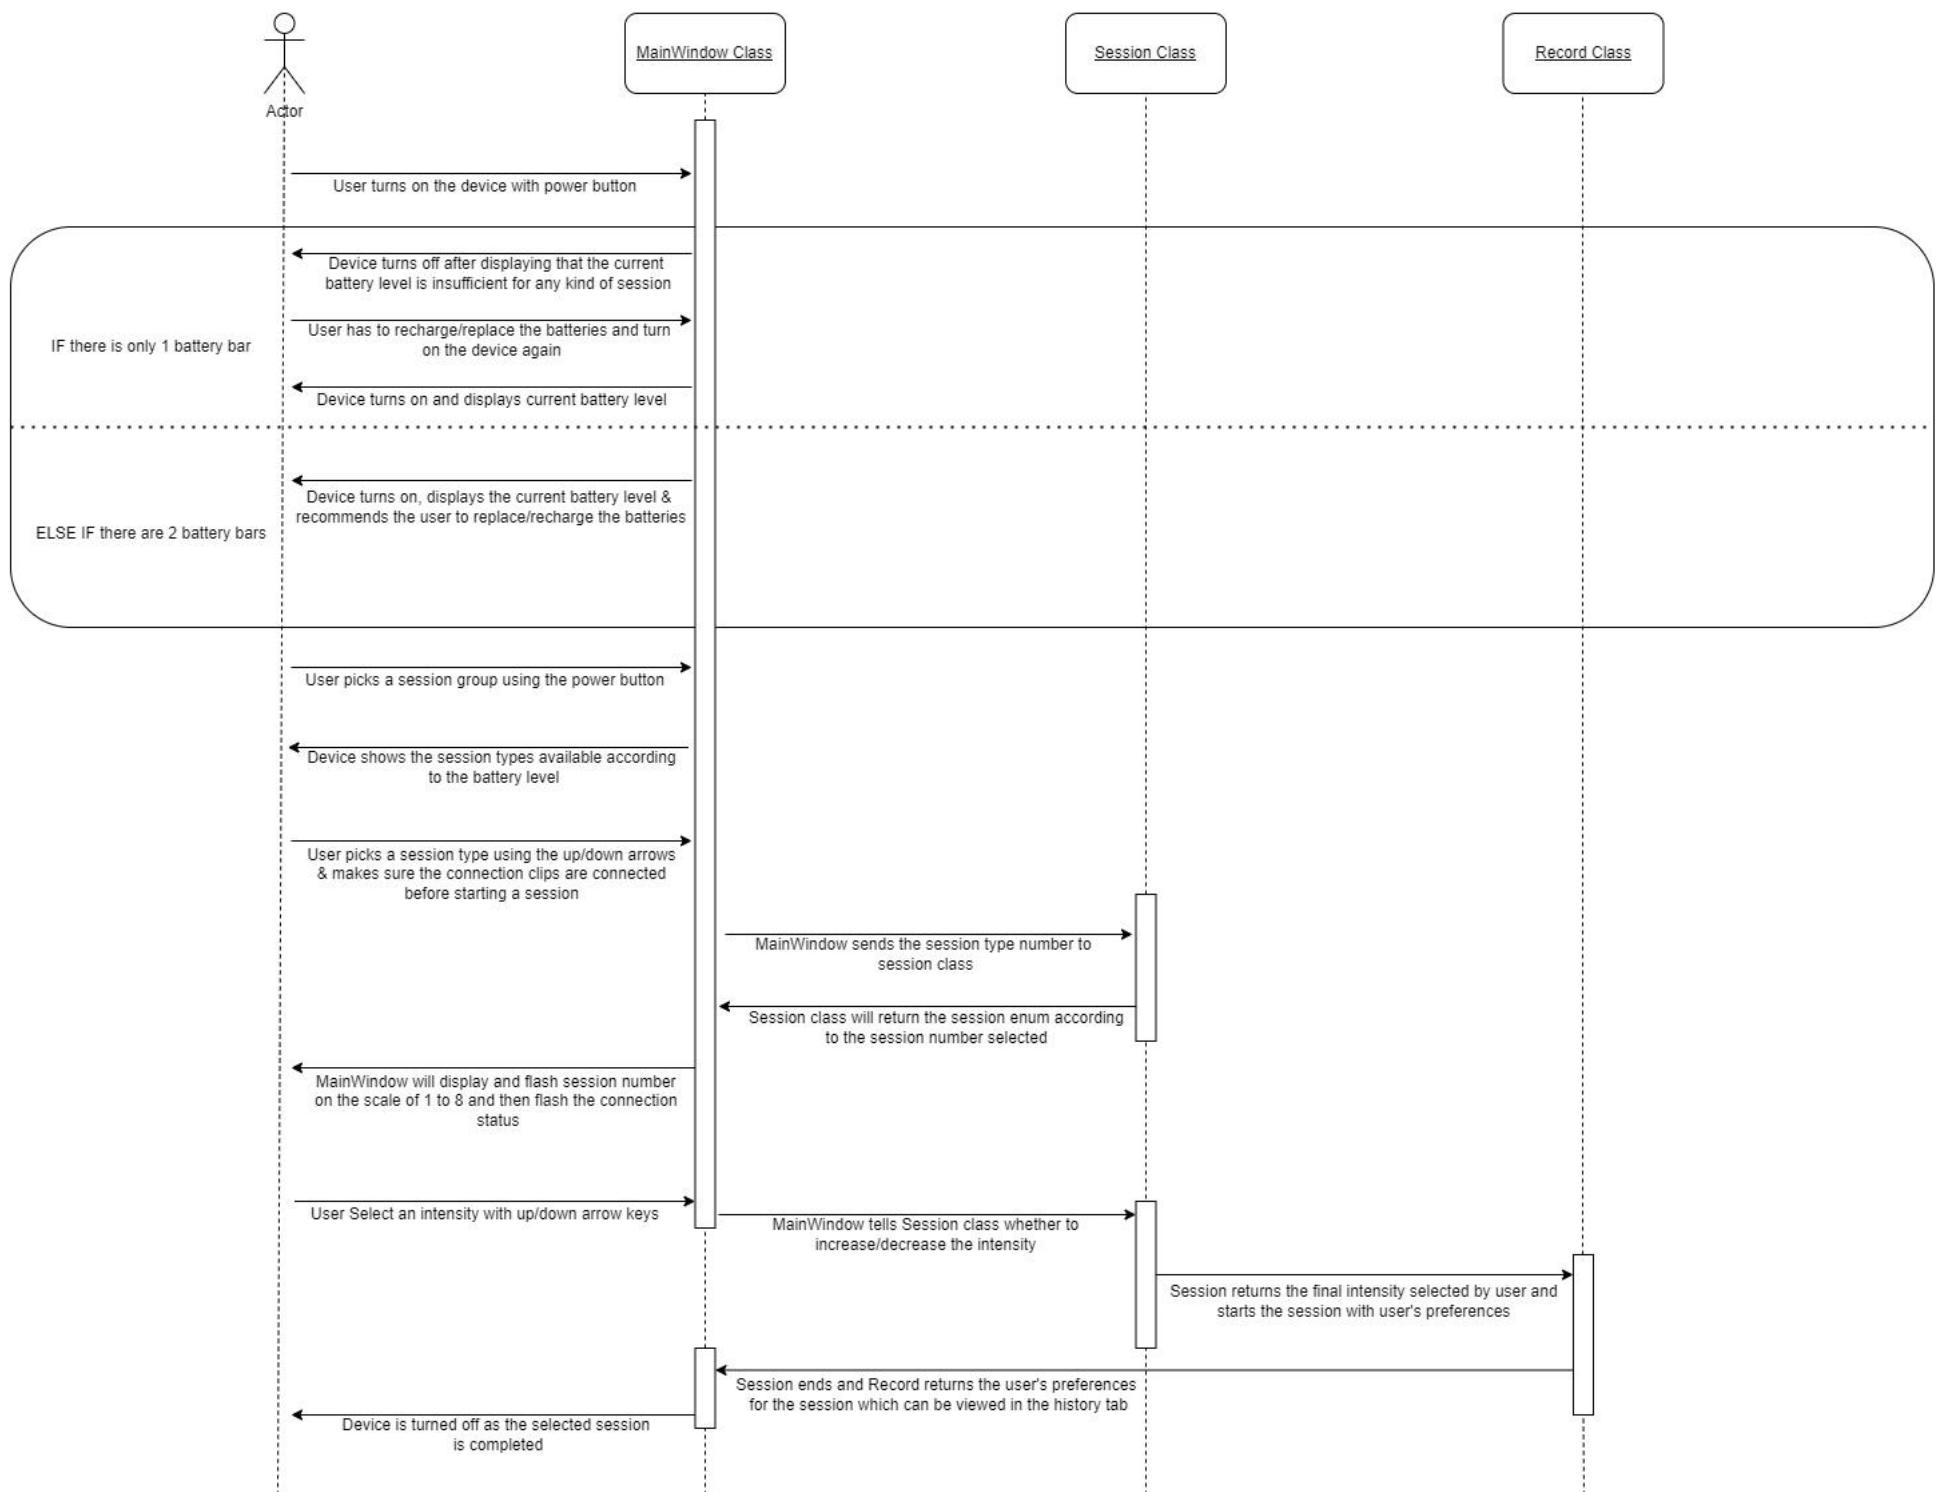 MainWindow Class
Session Class
Record Class
Actor
User turns on the device with power button
Device turns off after displaying that the current
battery level is insufficient for any kind of session
User has to recharge/replace the batteries and turn
on the device again
IF there is only 1 battery bar
Device turns on and displays current battery level
Device turns on, displays the current battery level &
recommends the user to replace/recharge the batteries
ELSE IF there are 2 battery bars
User picks a session group using the power button
Device shows the session types available according
to the battery level
User picks a session type using the up/down arrows
& makes sure the connection clips are connected
before starting a session
MainWindow sends the session type number to
session class
Session class will return the session enum according
to the session number selected
MainWindow will display and flash session number
on the scale of 1 to 8 and then flash the connection
status
User Select an intensity with up/down arrow keys
MainWindow tells Session class whether to
increase/decrease the intensity
Session returns the final intensity selected by user and
starts the session with user's preferences
Session ends and Record returns the user's preferences
for the session which can be viewed in the history tab
Device is turned off as the selected session
is completed